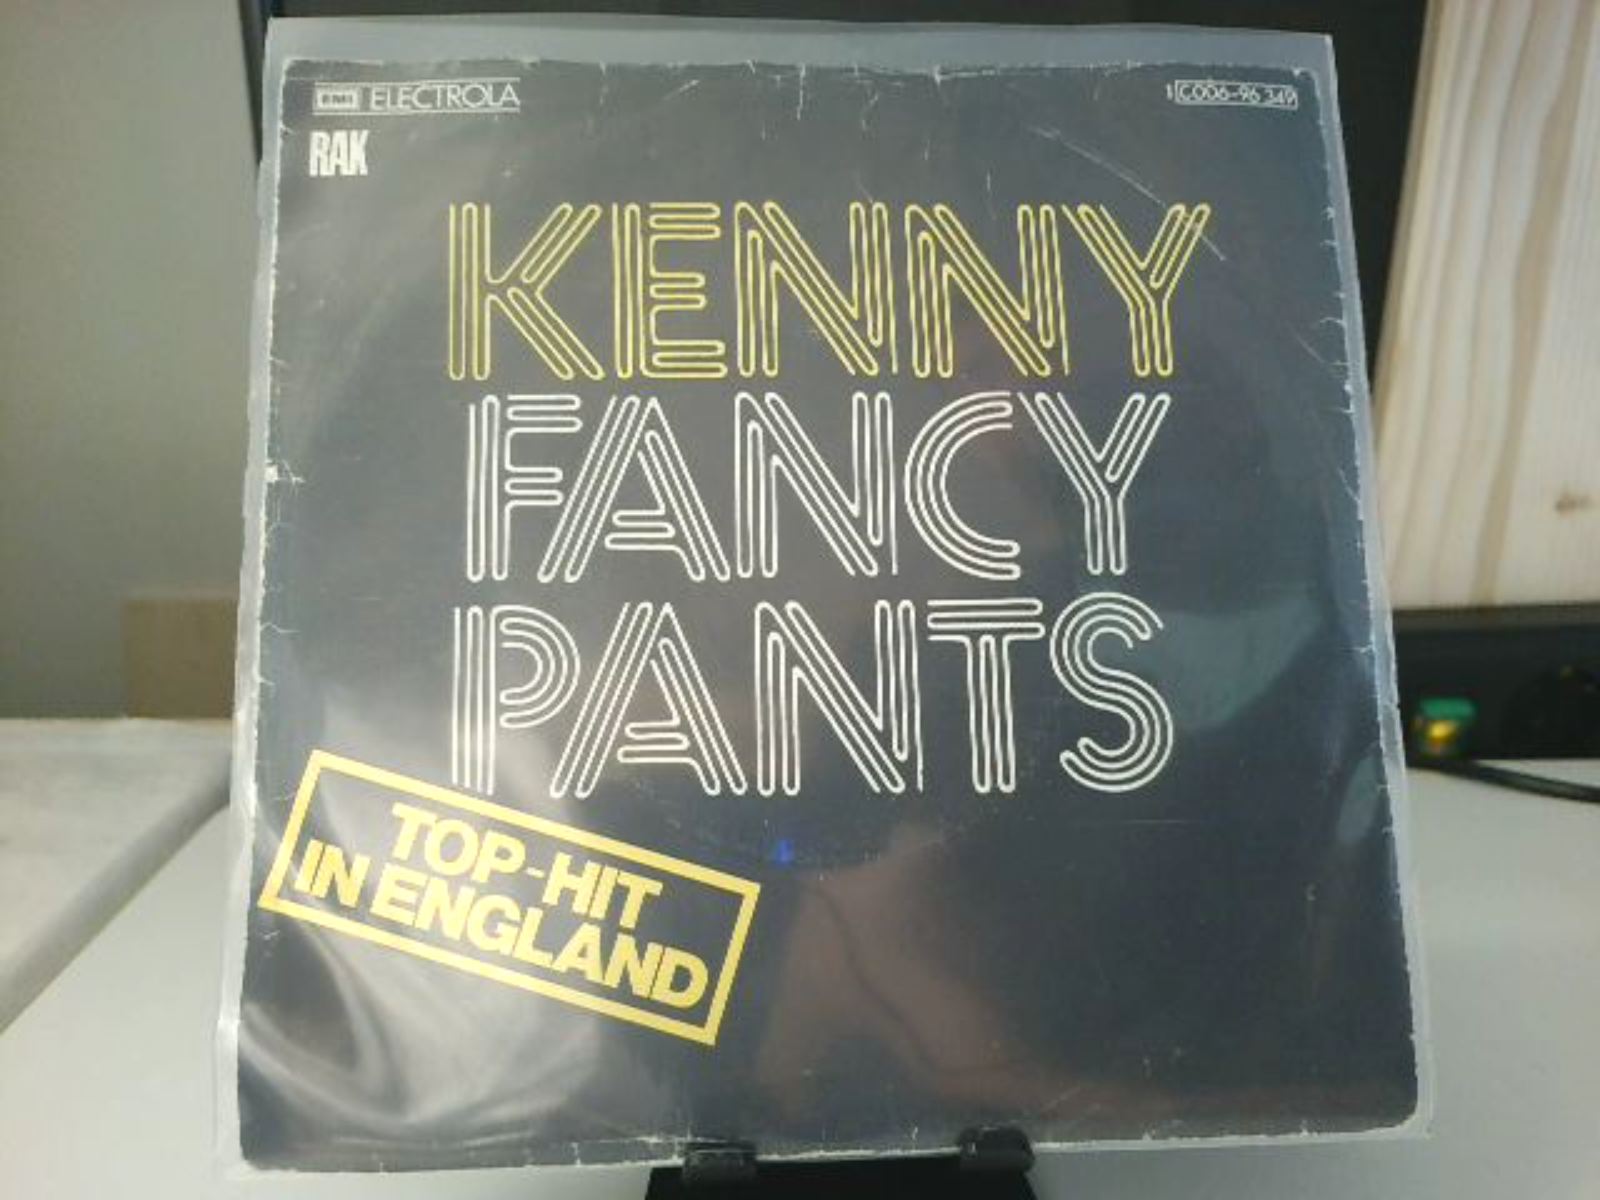 EMI ELECTROLA
1C006-96 349
RAK
KENNY
FANCY
PANTS
TOP-HIT
IN ENGLAND